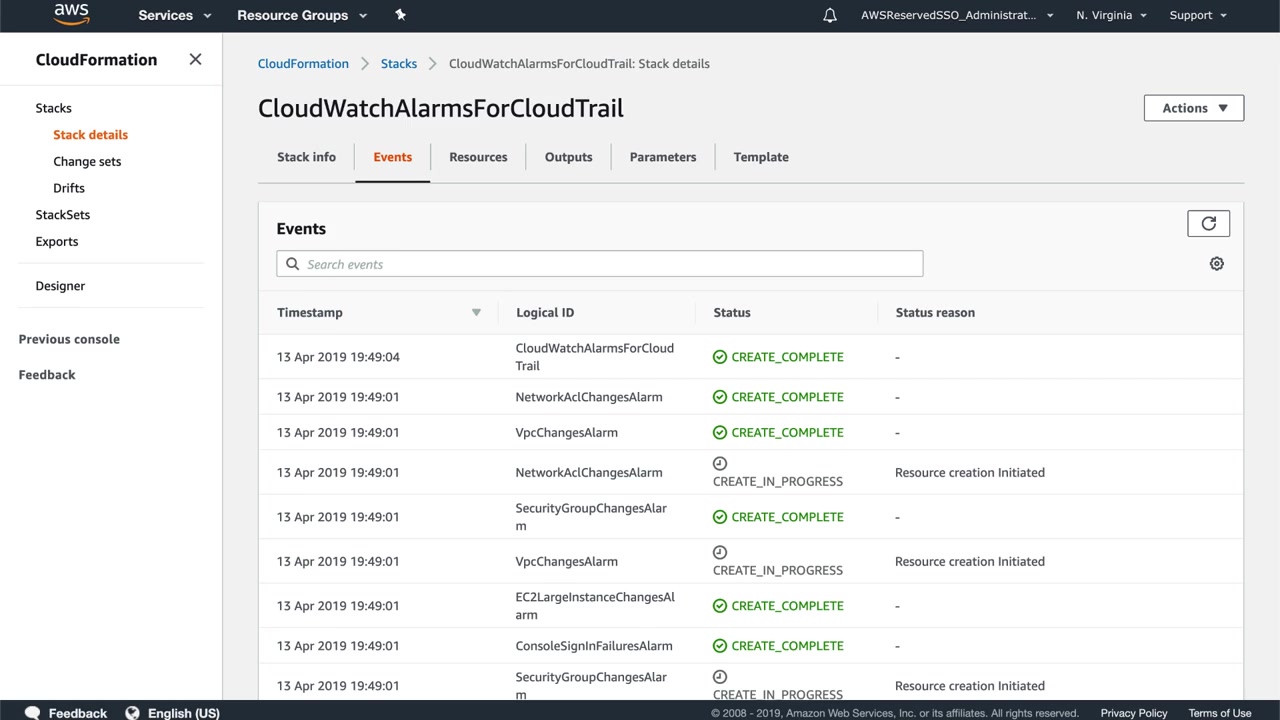 aws
Services
Resource Groups
AWSReservedSSO_Administrat...
N. Virginia
Support
CloudFormation
CloudFormation
Stacks
CloudWatchAlarmsForCloudTrail: Stack details
Stacks
Stack details
Change sets
Drifts
StackSets
Exports
Designer
Previous console
Feedback
CloudWatchAlarmsForCloudTrail
Actions
Stack info
Events
Resources
Outputs
Parameters
Template
Events
Search events
Timestamp
Logical ID
Status
Status reason
13 Apr 2019 19:49:04
CloudWatchAlarmsForCloud
Trail
CREATE_COMPLETE
-
13 Apr 2019 19:49:01
NetworkAclChangesAlarm
CREATE_COMPLETE
-
13 Apr 2019 19:49:01
VpcChangesAlarm
CREATE_COMPLETE
-
13 Apr 2019 19:49:01
NetworkAclChangesAlarm
CREATE_IN_PROGRESS
Resource creation Initiated
13 Apr 2019 19:49:01
SecurityGroupChangesAlar
m
CREATE_COMPLETE
-
13 Apr 2019 19:49:01
VpcChangesAlarm
CREATE_IN_PROGRESS
Resource creation Initiated
13 Apr 2019 19:49:01
EC2LargeInstanceChangesAl
arm
CREATE_COMPLETE
-
13 Apr 2019 19:49:01
ConsoleSignInFailuresAlarm
CREATE_COMPLETE
-
13 Apr 2019 19:49:01
SecurityGroupChangesAlar
m
CREATE_IN_PROGRESS
Resource creation Initiated
Feedback
English (US)
© 2008 - 2019, Amazon Web Services, Inc. or its affiliates. All rights reserved.
Privacy Policy
Terms of Use